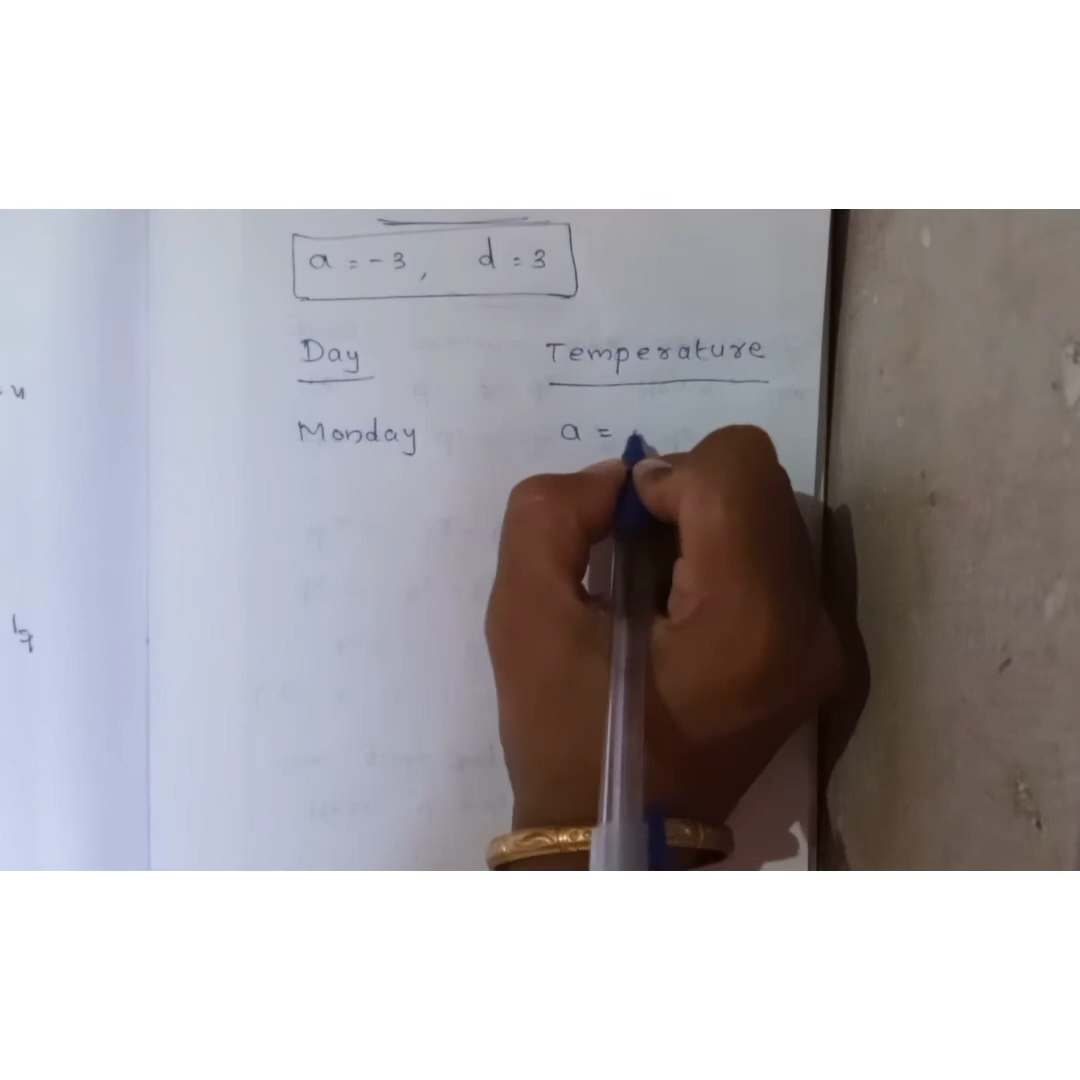 a = -3, d = 3
Day Temperature
Monday a =